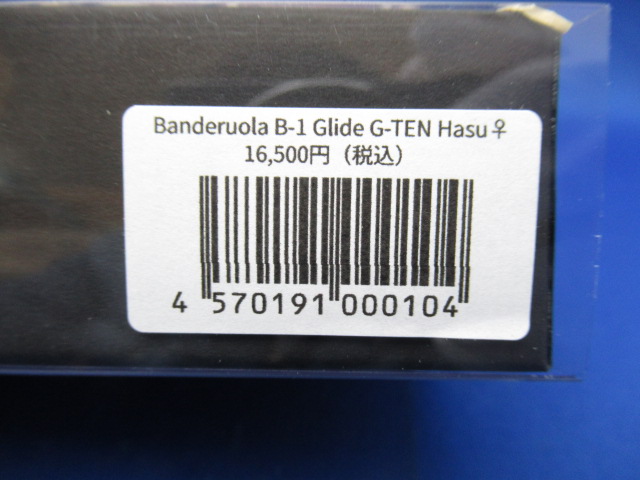 Banderuola B-1 Glide G-TEN Hasu♀
16,500円（税込）
4 570191 000104